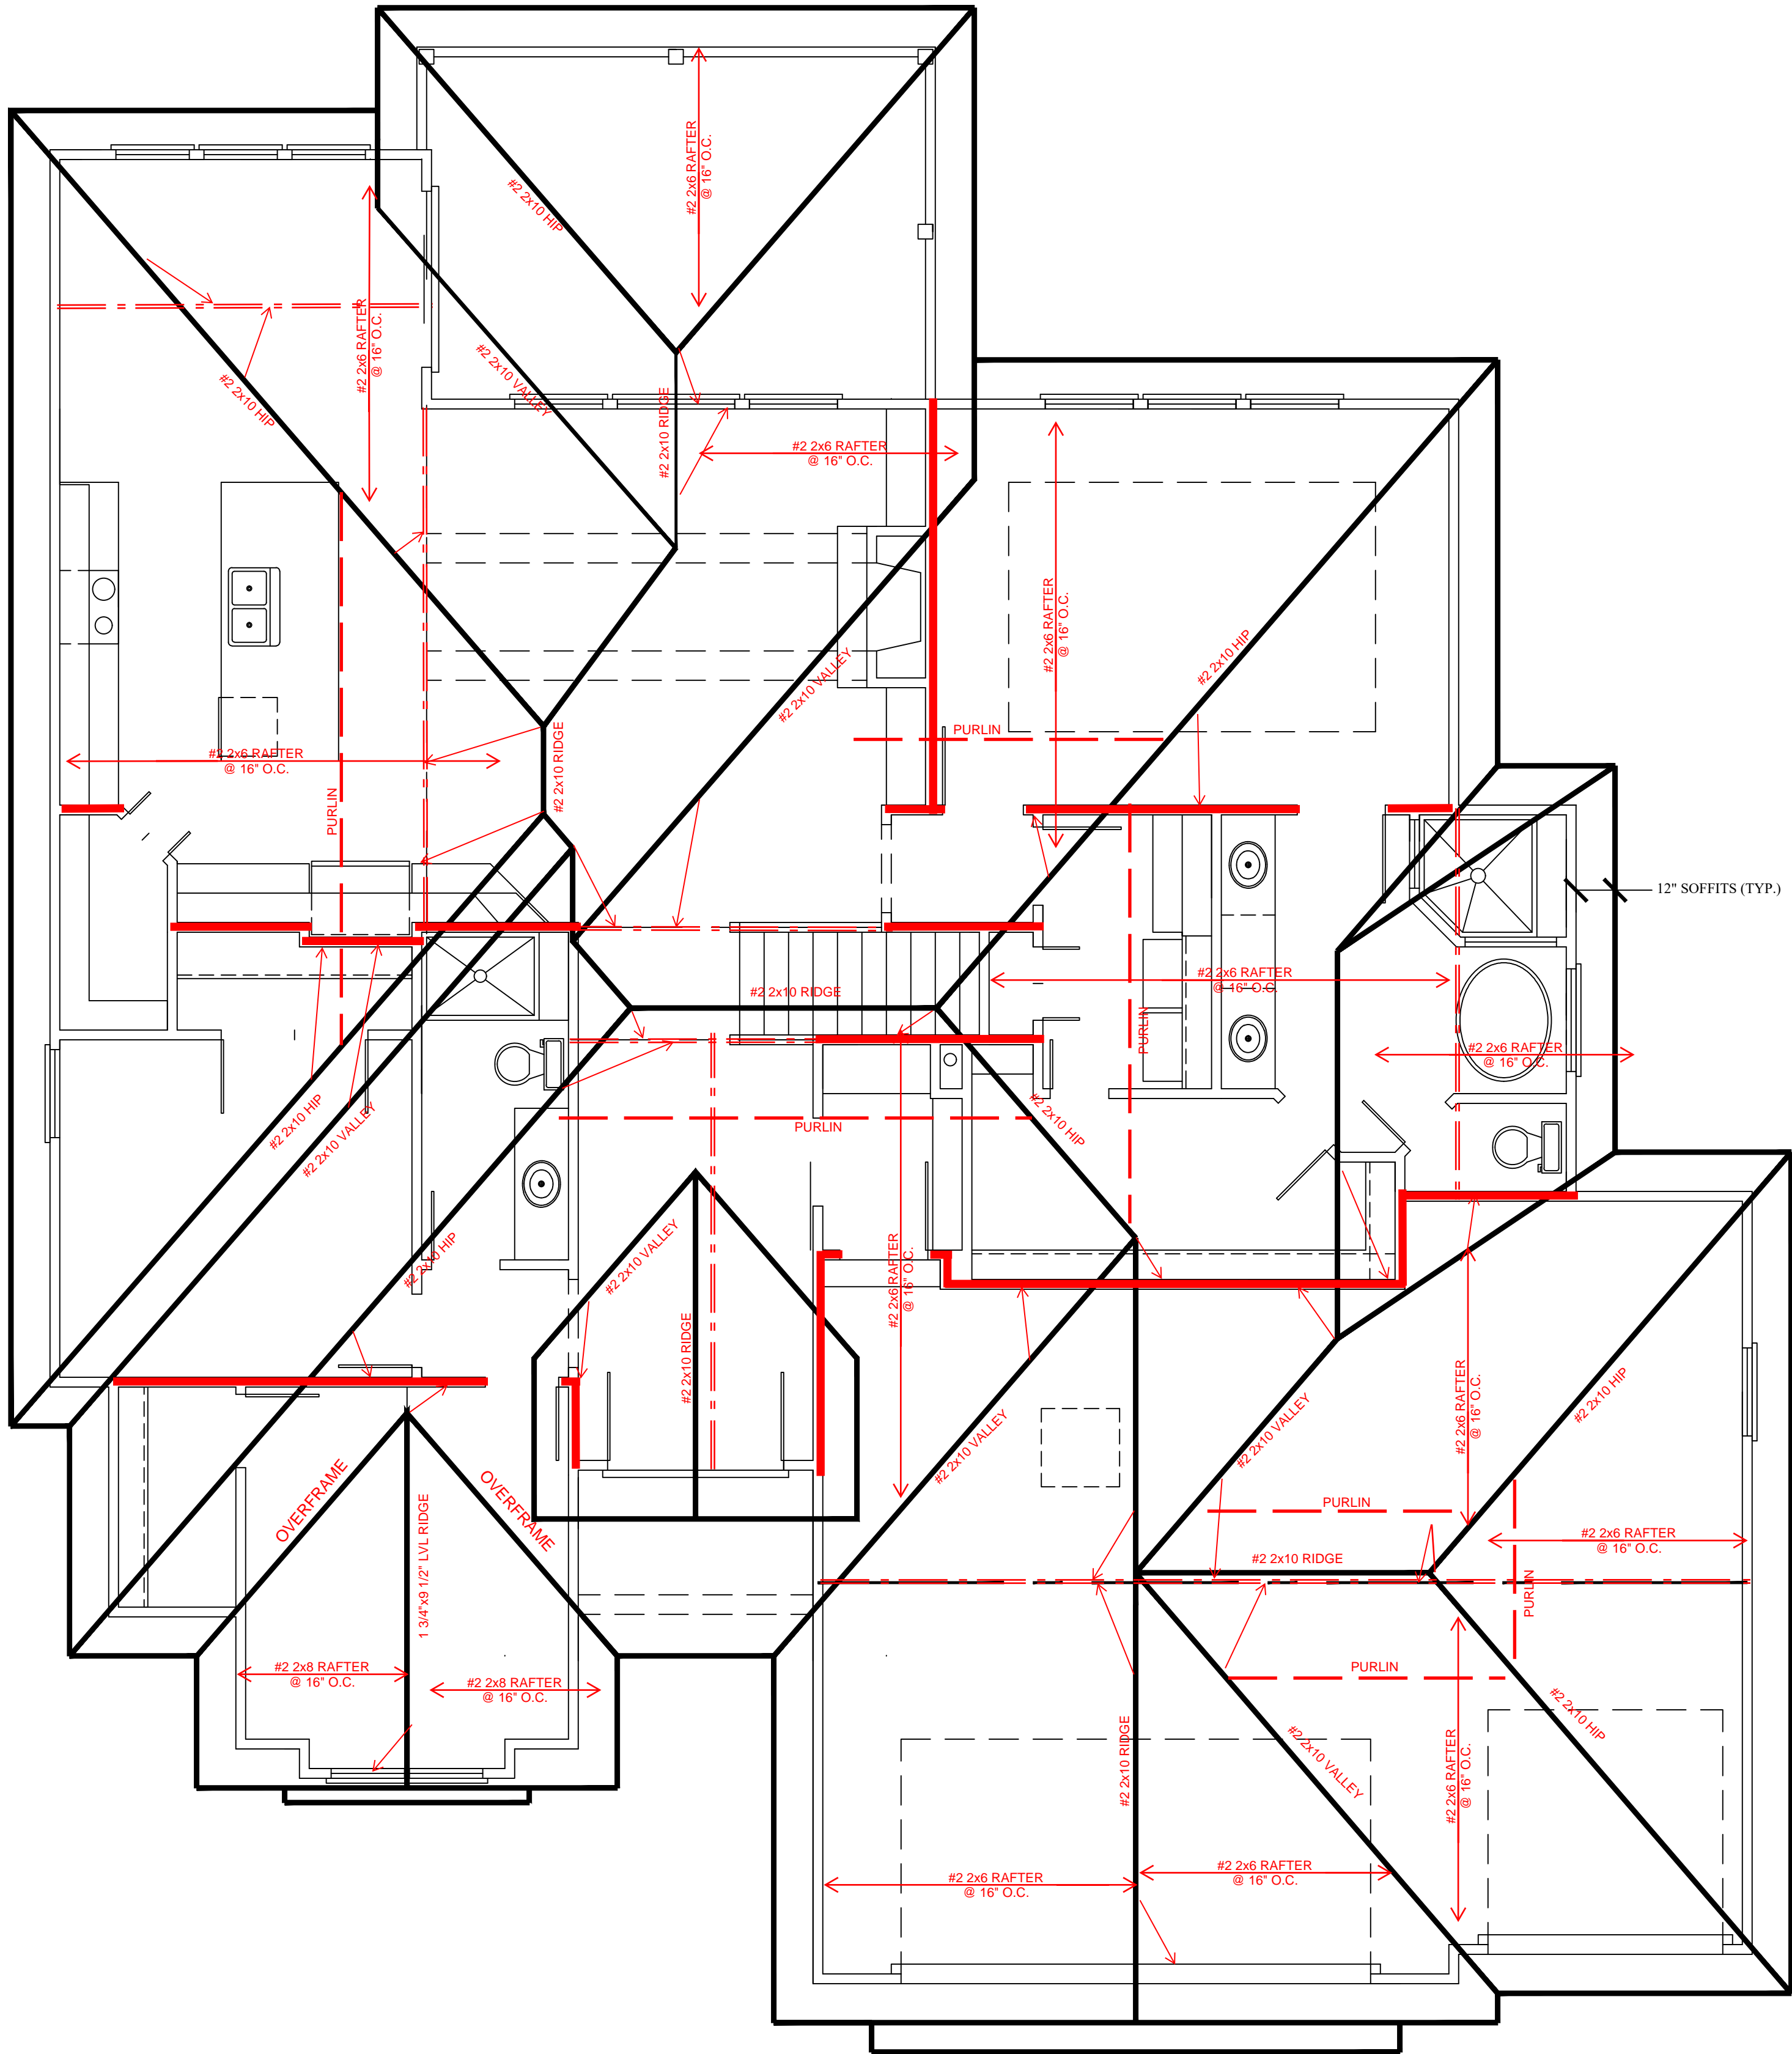 #2 2x6 RAFTER
@ 16" O.C.
#2 2x10 HIP
#2 2x6 RAFTER
@ 16" O.C.
#2 2x10 VALLEY
#2 2x10 HIP
#2 2x10 RIDGE
#2 2x6 RAFTER
@ 16" O.C.
#2 2x6 RAFTER
@ 16" O.C.
#2 2x10 HIP
#2 2x10 VALLEY
PURLIN
#2 2x6 RAFTER
@ 16" O.C.
#2 2x10 RIDGE
PURLIN
12" SOFFITS (TYP.)
#2 2x6 RAFTER
@ 16" O.C.
#2 2x10 RIDGE
PURLIN
#2 2x6 RAFTER
@ 16" O.C.
#2 2x10 HIP
#2 2x10 VALLEY
PURLIN
#2 2x10 HIP
#2 2x10 HIP
#2 2x10 VALLEY
#2 2x6 RAFTER
@ 16" O.C.
#2 2x10 RIDGE
#2 2x6 RAFTER
@ 16" O.C.
#2 2x10 HIP
#2 2x10 VALLEY
#2 2x10 VALLEY
OVERFRAME
OVERFRAME
1 3/4"x9 1/2" LVL RIDGE
PURLIN
#2 2x6 RAFTER
@ 16" O.C.
#2 2x10 RIDGE
PURLIN
#2 2x8 RAFTER
@ 16" O.C.
#2 2x8 RAFTER
@ 16" O.C.
PURLIN
#2 2x10 HIP
#2 2x10 RIDGE
#2 2x10 VALLEY
#2 2x6 RAFTER
@ 16" O.C.
#2 2x6 RAFTER
@ 16" O.C.
#2 2x6 RAFTER
@ 16" O.C.